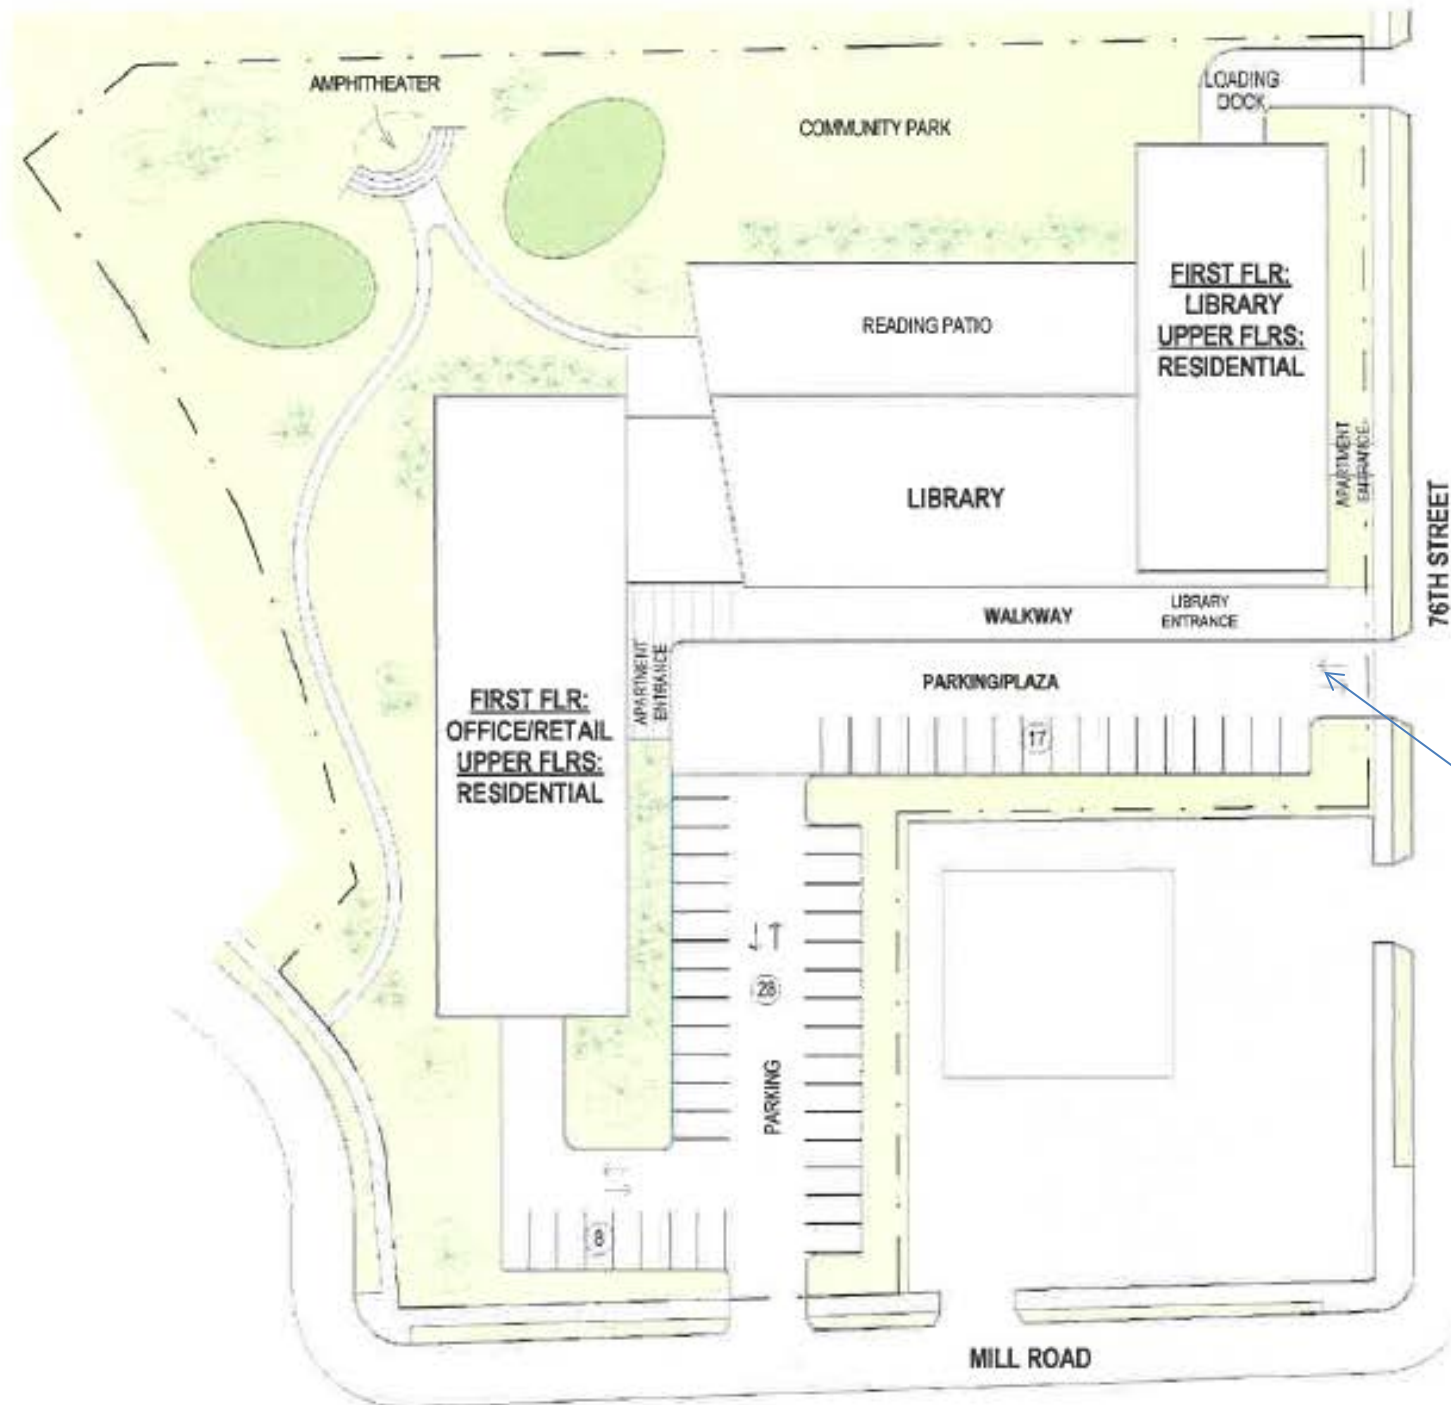 AMPHITHEATER
LOADING
DOCK
COMMUNITY PARK
FIRST FLR:
LIBRARY
UPPER FLRS:
RESIDENTIAL
READING PATIO
APARTMENT
ENTRANCE
LIBRARY
76TH STREET
WALKWAY
LIBRARY
ENTRANCE
APARTMENT
ENTRANCE
PARKING/PLAZA
FIRST FLR:
OFFICE/RETAIL
UPPER FLRS:
RESIDENTIAL
17
28
PARKING
8
MILL ROAD